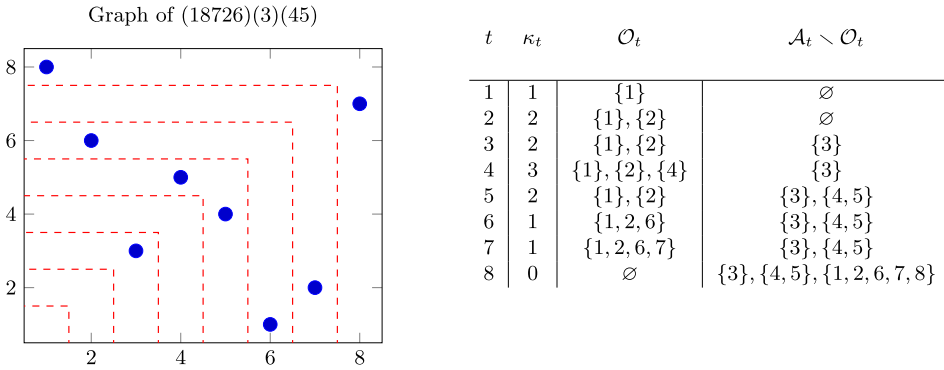 Graph of (18726)(3)(45)
8
6
4
2
2 4 6 8
t κ_t 𝒪_t 𝒜_t ∖ 𝒪_t
1 1 {1} ∅
2 2 {1}, {2} ∅
3 2 {1}, {2} {3}
4 3 {1}, {2}, {4} {3}
5 2 {1}, {2} {3}, {4, 5}
6 1 {1, 2, 6} {3}, {4, 5}
7 1 {1, 2, 6, 7} {3}, {4, 5}
8 0 ∅ {3}, {4, 5}, {1, 2, 6, 7, 8}